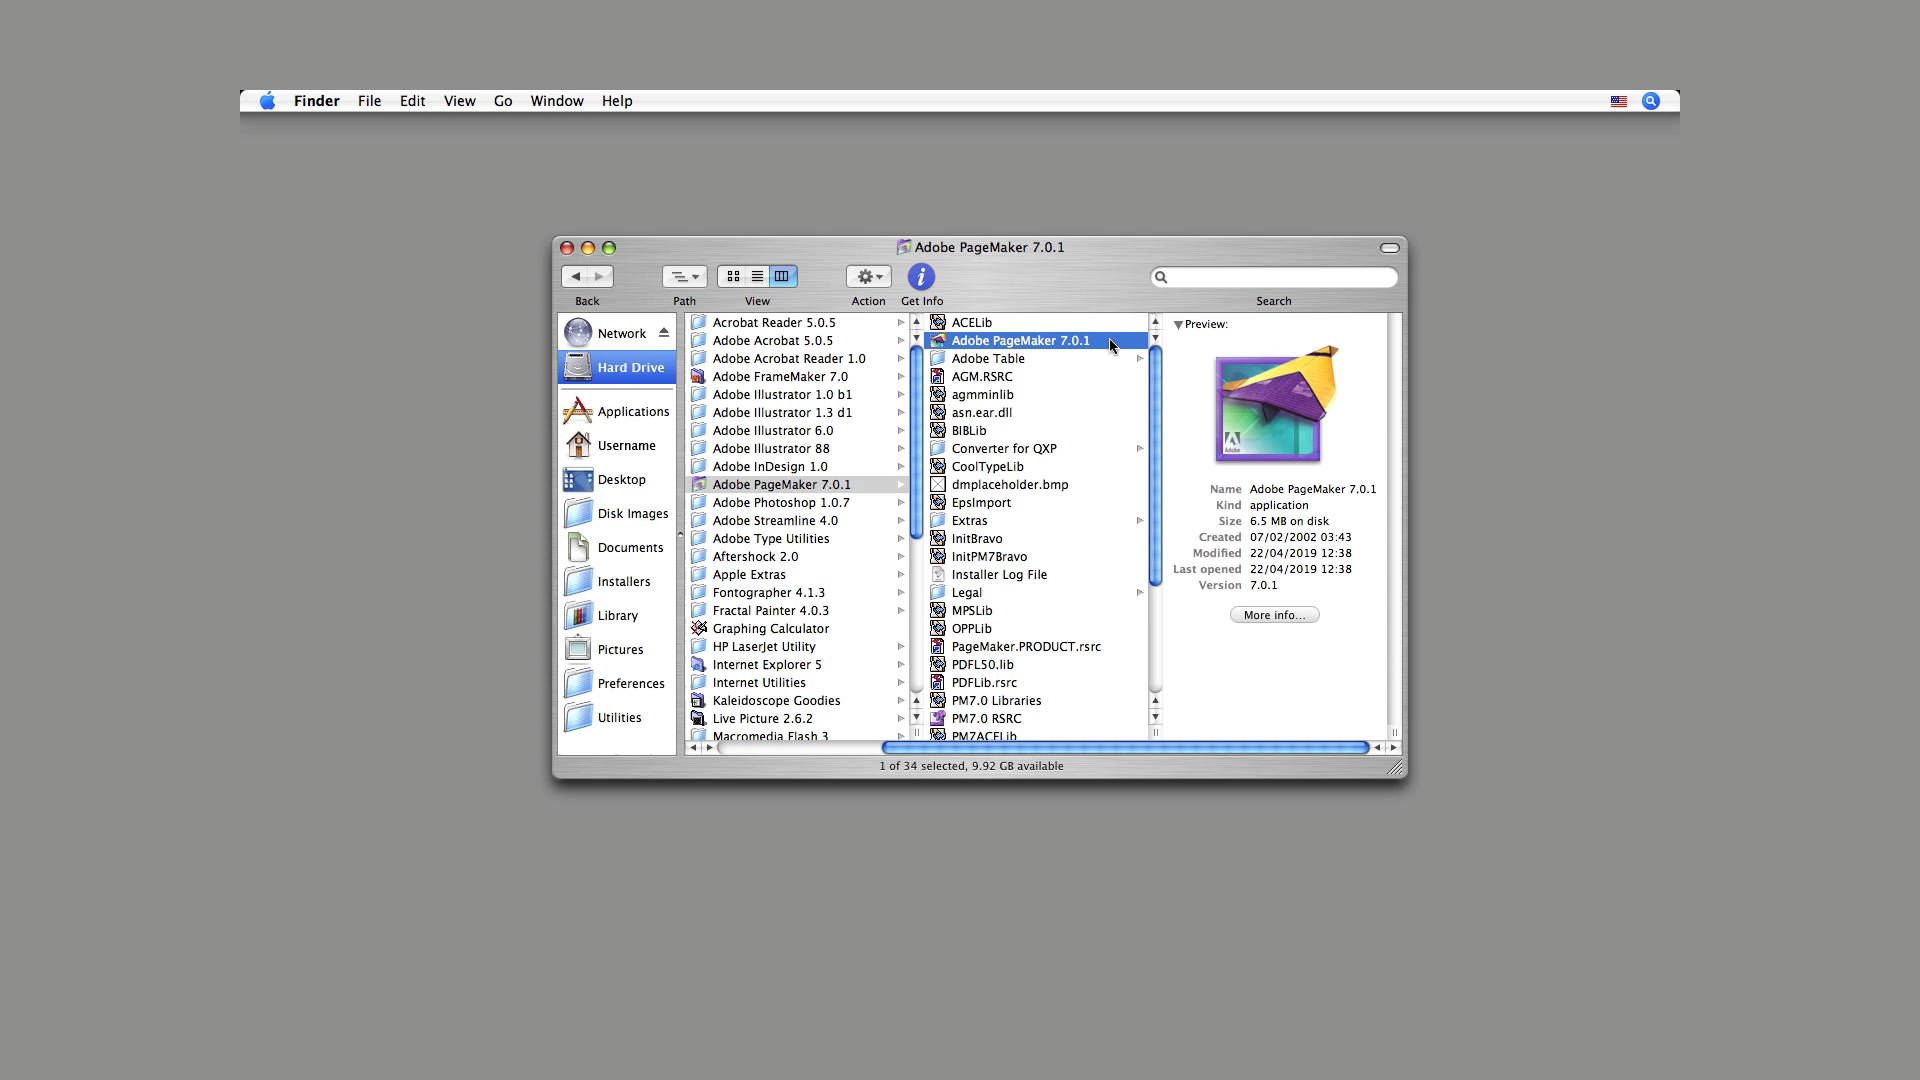 Finder File Edit View Go Window Help
Adobe PageMaker 7.0.1
Back Path View Action Get Info Search
Network
Hard Drive
Applications
Username
Desktop
Disk Images
Documents
Installers
Library
Pictures
Preferences
Utilities
Acrobat Reader 5.0.5
Adobe Acrobat 5.0.5
Adobe Acrobat Reader 1.0
Adobe FrameMaker 7.0
Adobe Illustrator 1.0 b1
Adobe Illustrator 1.3 d1
Adobe Illustrator 6.0
Adobe Illustrator 88
Adobe InDesign 1.0
Adobe PageMaker 7.0.1
Adobe Photoshop 1.0.7
Adobe Streamline 4.0
Adobe Type Utilities
Aftershock 2.0
Apple Extras
Fontographer 4.1.3
Fractal Painter 4.0.3
Graphing Calculator
HP LaserJet Utility
Internet Explorer 5
Internet Utilities
Kaleidoscope Goodies
Live Picture 2.6.2
Macromedia Flash 3
ACELib
Adobe PageMaker 7.0.1
Adobe Table
AGM.RSRC
agmminlib
asn.ear.dll
BIBLib
Converter for QXP
CoolTypeLib
dmplaceholder.bmp
EpsImport
Extras
InitBravo
InitPM7Bravo
Installer Log File
Legal
MPSLib
OPPLib
PageMaker.PRODUCT.rsrc
PDFL50.lib
PDFLib.rsrc
PM7.0 Libraries
PM7.0 RSRC
PM7ACELib
Preview:
Adobe
Name Adobe PageMaker 7.0.1
Kind application
Size 6.5 MB on disk
Created 07/02/2002 03:43
Modified 22/04/2019 12:38
Last opened 22/04/2019 12:38
Version 7.0.1
More info...
1 of 34 selected, 9.92 GB available